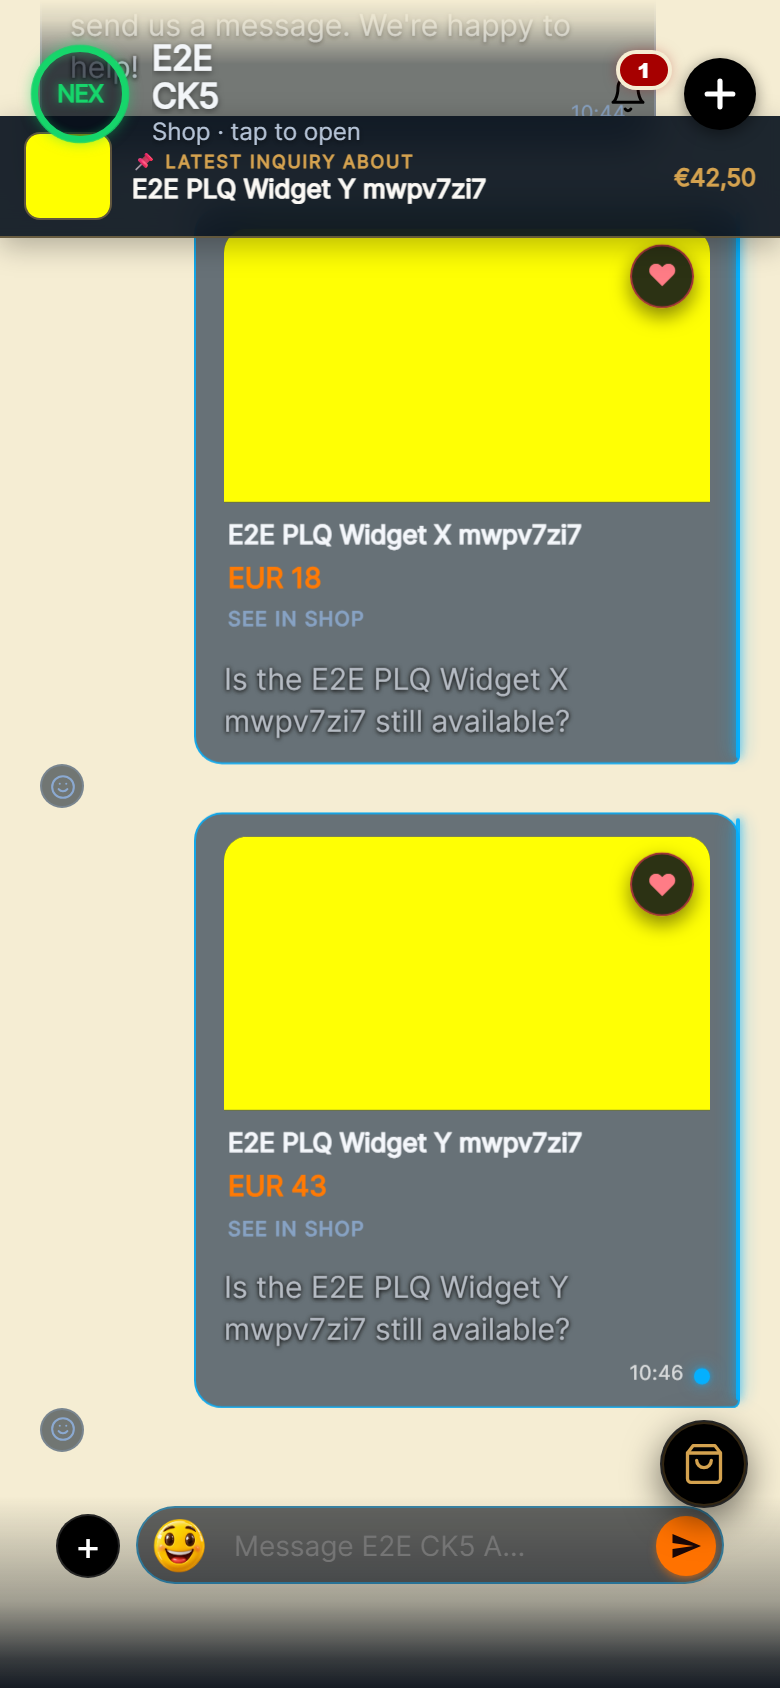 send us a message. We're happy to
help!
10:44
NEX
E2E
CK5
Shop · tap to open
1
LATEST INQUIRY ABOUT
E2E PLQ Widget Y mwpv7zi7
€42,50
E2E PLQ Widget X mwpv7zi7
EUR 18
SEE IN SHOP
Is the E2E PLQ Widget X
mwpv7zi7 still available?
E2E PLQ Widget Y mwpv7zi7
EUR 43
SEE IN SHOP
Is the E2E PLQ Widget Y
mwpv7zi7 still available?
10:46
Message E2E CK5 A...